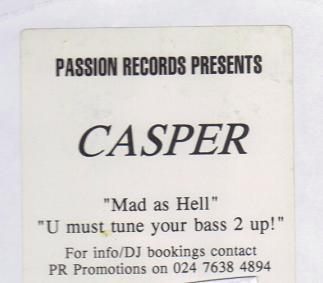 PASSION RECORDS PRESENTS
CASPER
"Mad as Hell"
"U must tune your bass 2 up!"
For info/DJ bookings contact
PR Promotions on 024 7638 4894